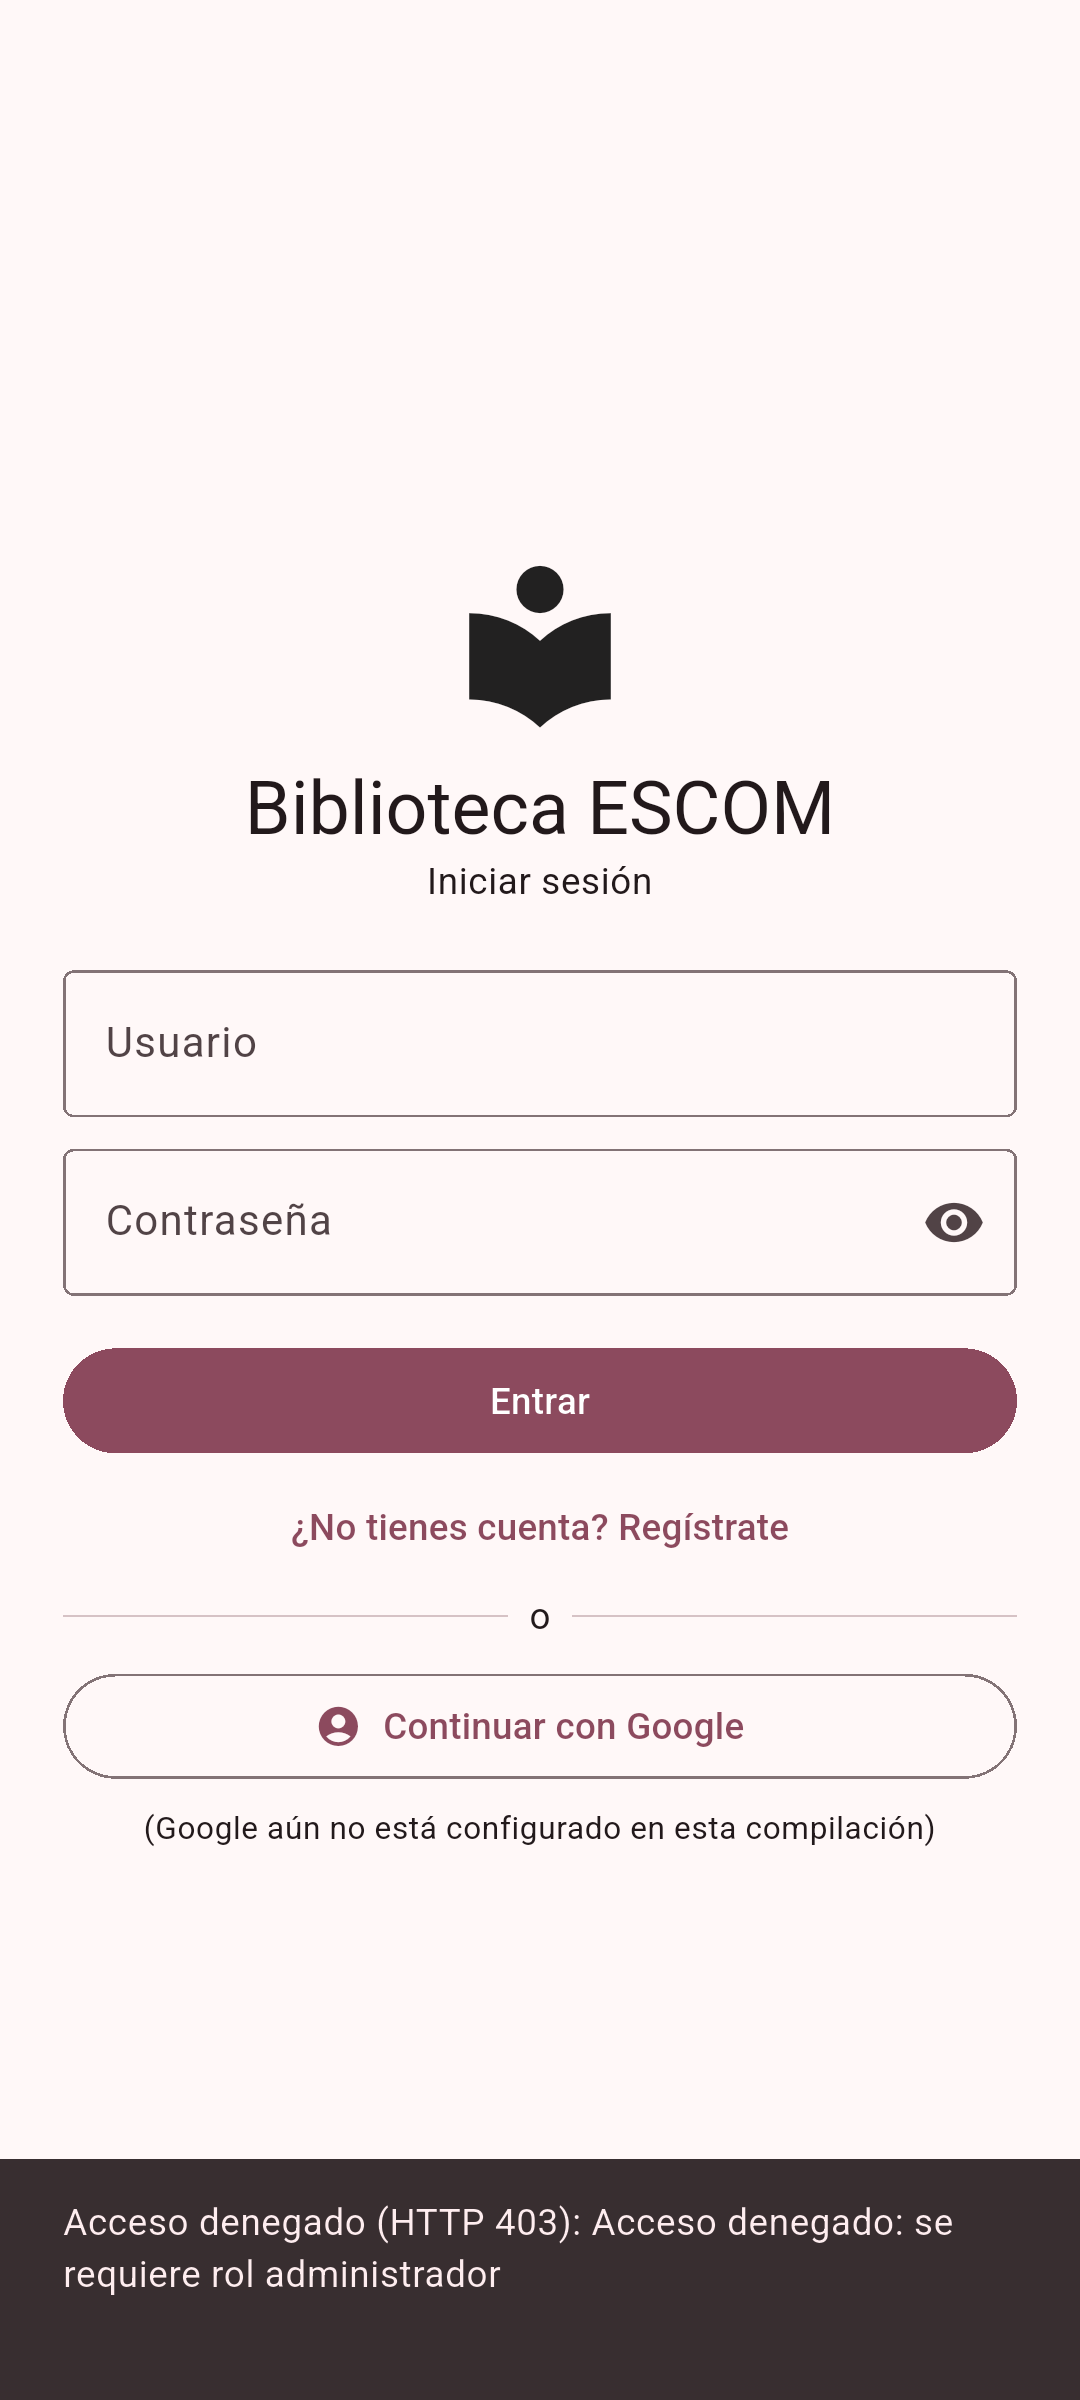 Biblioteca ESCOM
Iniciar sesión
Usuario
Contraseña
Entrar
¿No tienes cuenta? Regístrate
o
Continuar con Google
(Google aún no está configurado en esta compilación)
Acceso denegado (HTTP 403): Acceso denegado: se
requiere rol administrador